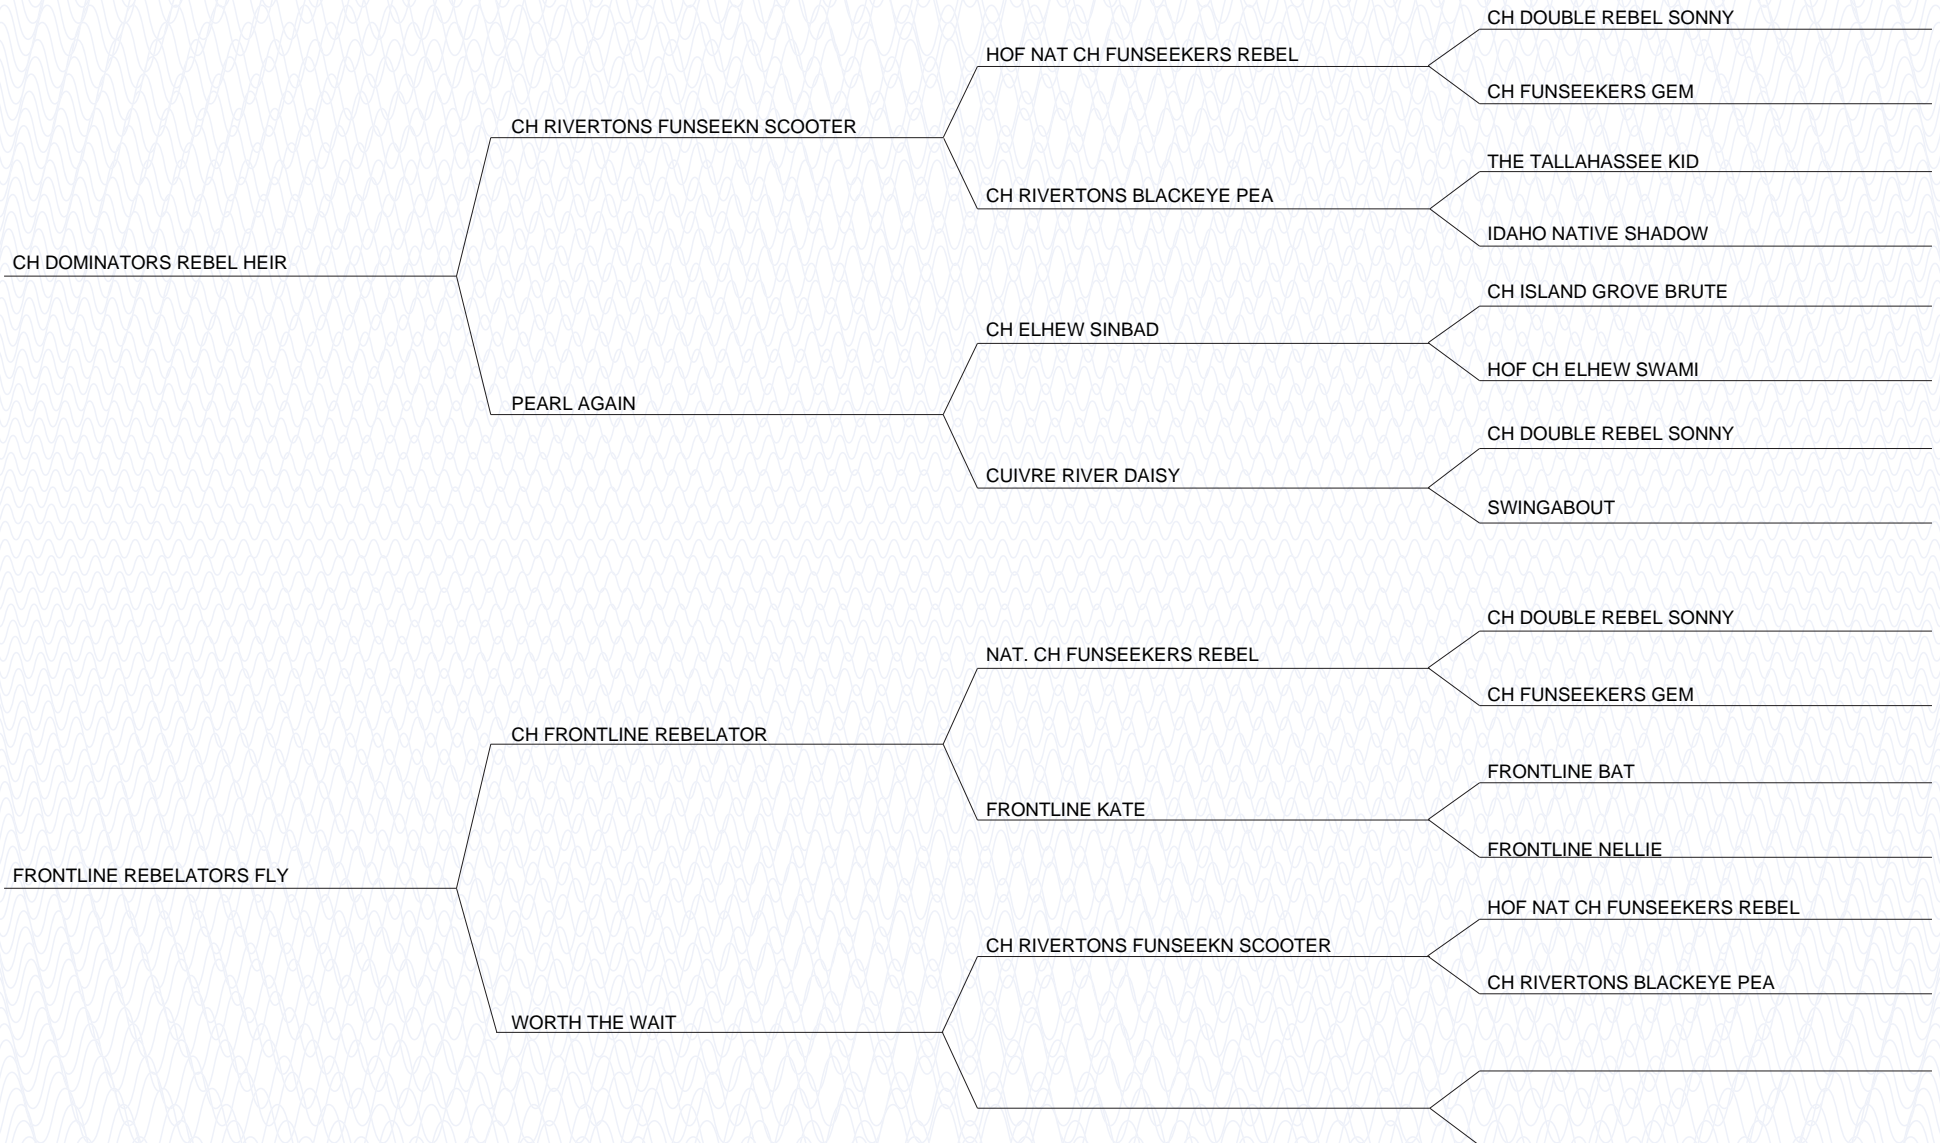 CH DOUBLE REBEL SONNY
HOF NAT CH FUNSEEKERS REBEL
CH FUNSEEKERS GEM
CH RIVERTONS FUNSEEKN SCOOTER
THE TALLAHASSEE KID
CH RIVERTONS BLACKEYE PEA
IDAHO NATIVE SHADOW
CH DOMINATORS REBEL HEIR
CH ISLAND GROVE BRUTE
CH ELHEW SINBAD
HOF CH ELHEW SWAMI
PEARL AGAIN
CH DOUBLE REBEL SONNY
CUIVRE RIVER DAISY
SWINGABOUT
CH DOUBLE REBEL SONNY
NAT. CH FUNSEEKERS REBEL
CH FUNSEEKERS GEM
CH FRONTLINE REBELATOR
FRONTLINE BAT
FRONTLINE KATE
FRONTLINE NELLIE
FRONTLINE REBELATORS FLY
HOF NAT CH FUNSEEKERS REBEL
CH RIVERTONS FUNSEEKN SCOOTER
CH RIVERTONS BLACKEYE PEA
WORTH THE WAIT